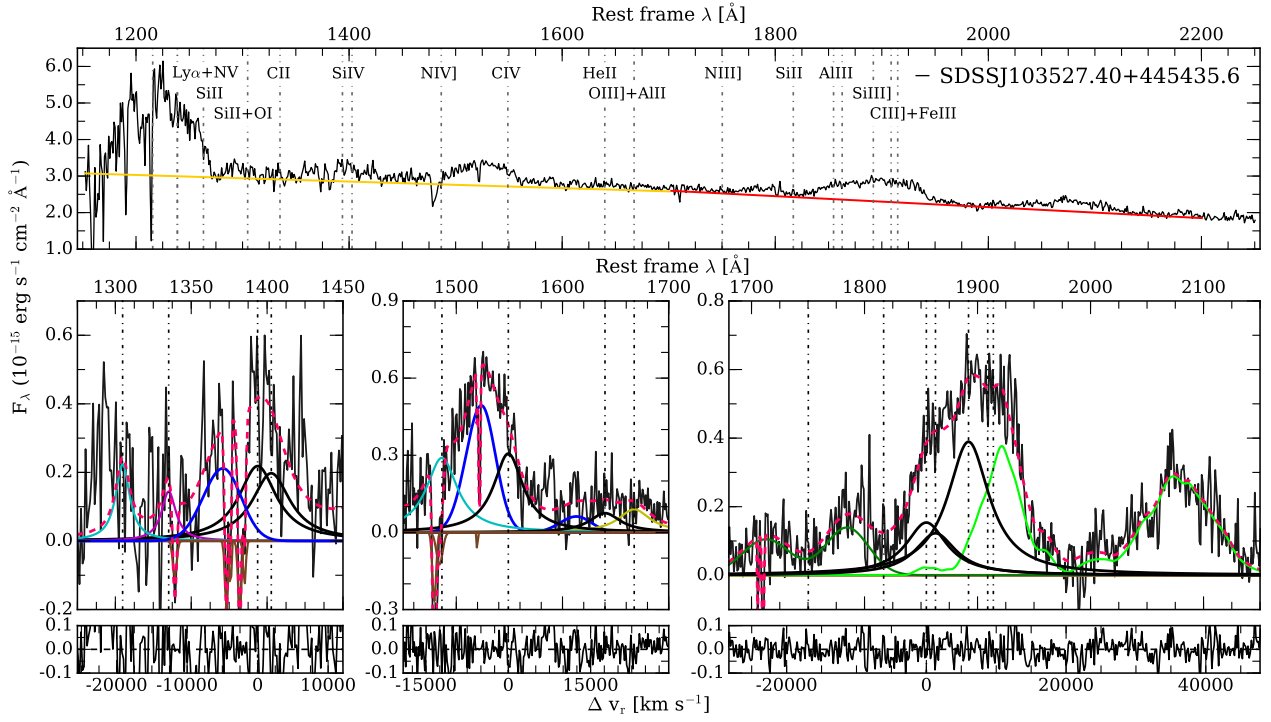 Rest frame λ [Å]
1200 1400 1600 1800 2000 2200
6.0
5.0
4.0
3.0
2.0
1.0
Lyα+NV CII SiIV NIV] CIV HeII NIII] SiII AlIII
SiII OIII]+AlII SiIII]
SiII+OI CIII]+FeIII
− SDSSJ103527.40+445435.6
F_λ (10⁻¹⁵ erg s⁻¹ cm⁻² Å⁻¹)
Rest frame λ [Å]
1300 1350 1400 1450
0.6
0.4
0.2
0.0
-0.2
1500 1600 1700
0.9
0.6
0.3
0.0
-0.3
1700 1800 1900 2000 2100
0.8
0.6
0.4
0.2
0.0
0.1
0.0
-0.1
-20000 -10000 0 10000
0.1
0.0
-0.1
-15000 0 15000
0.1
0.0
-0.1
-20000 0 20000 40000
Δ v_r [km s⁻¹]